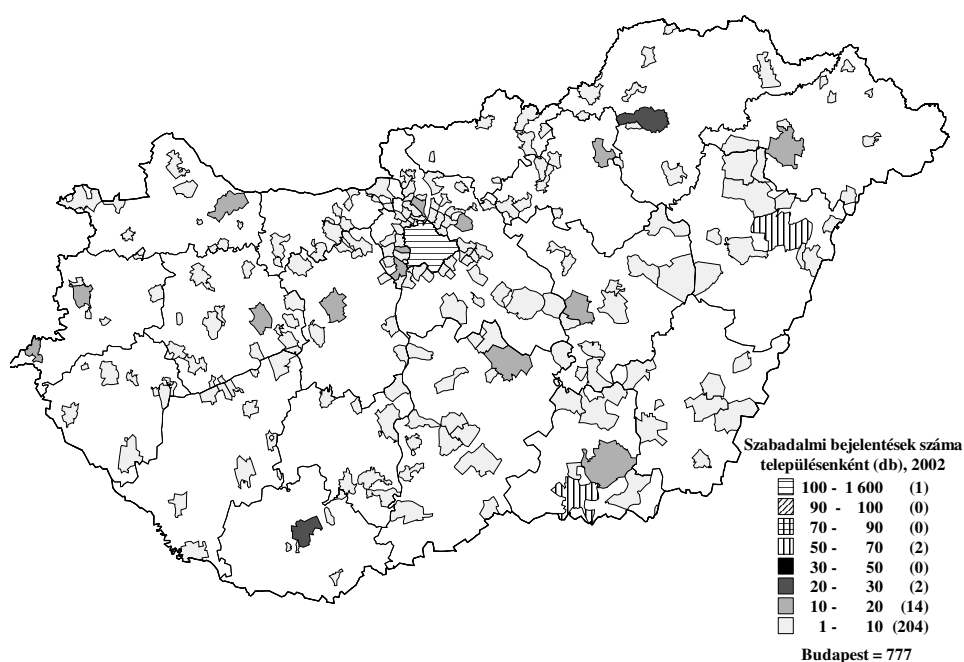 Szabadalmi bejelentések száma
településenként (db), 2002
100 - 1 600 (1)
90 - 100 (0)
70 - 90 (0)
50 - 70 (2)
30 - 50 (0)
20 - 30 (2)
10 - 20 (14)
1 - 10 (204)
Budapest = 777